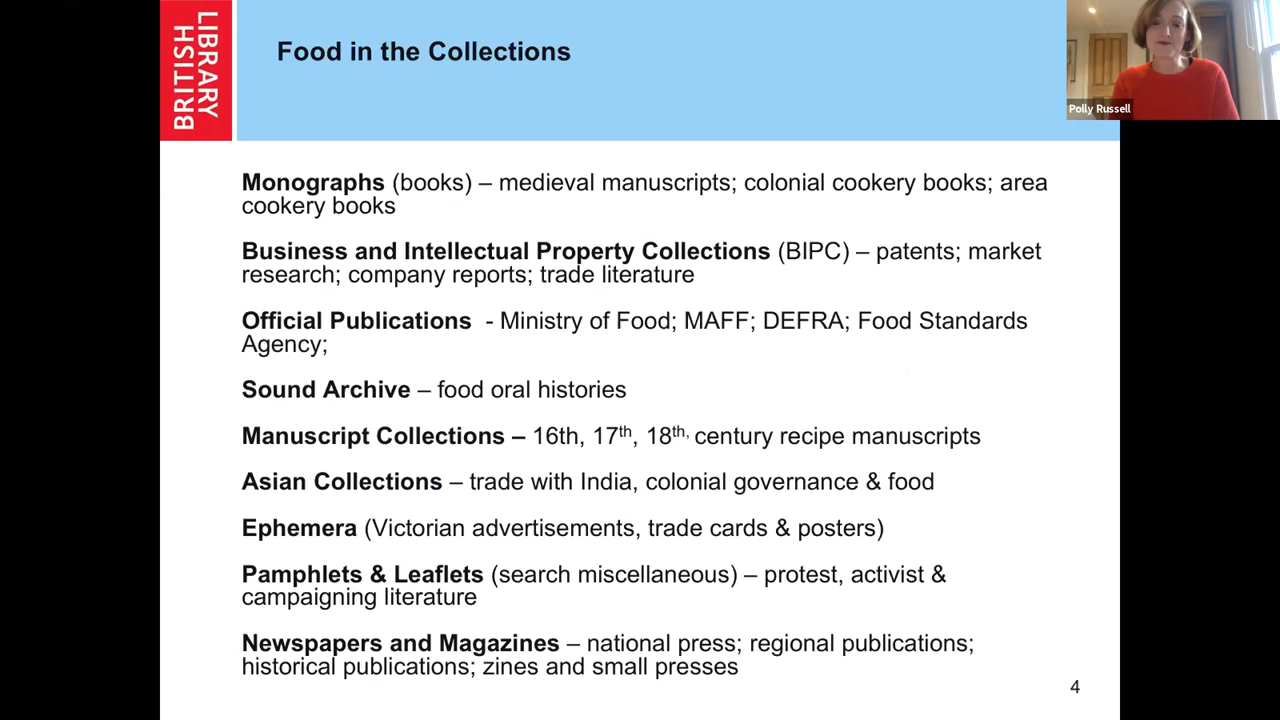 LIBRARY
BRITISH
Food in the Collections
Polly Russell
Monographs (books) – medieval manuscripts; colonial cookery books; area
cookery books
Business and Intellectual Property Collections (BIPC) – patents; market
research; company reports; trade literature
Official Publications - Ministry of Food; MAFF; DEFRA; Food Standards
Agency;
Sound Archive – food oral histories
Manuscript Collections – 16th, 17th, 18th, century recipe manuscripts
Asian Collections – trade with India, colonial governance & food
Ephemera (Victorian advertisements, trade cards & posters)
Pamphlets & Leaflets (search miscellaneous) – protest, activist &
campaigning literature
Newspapers and Magazines – national press; regional publications;
historical publications; zines and small presses
4